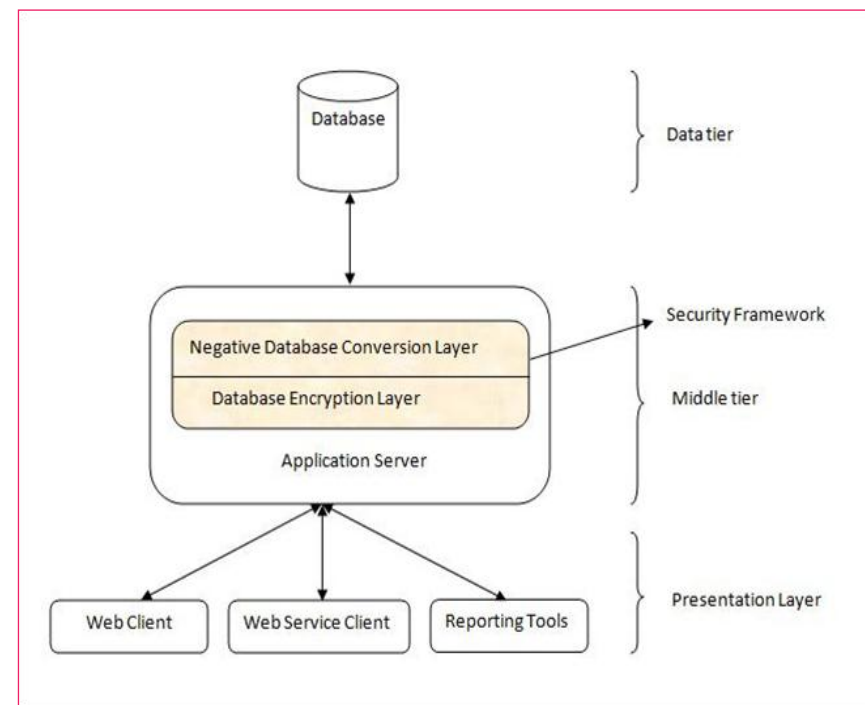 Database
Data tier
Negative Database Conversion Layer
Security Framework
Database Encryption Layer
Middle tier
Application Server
Web Client
Web Service Client
Reporting Tools
Presentation Layer